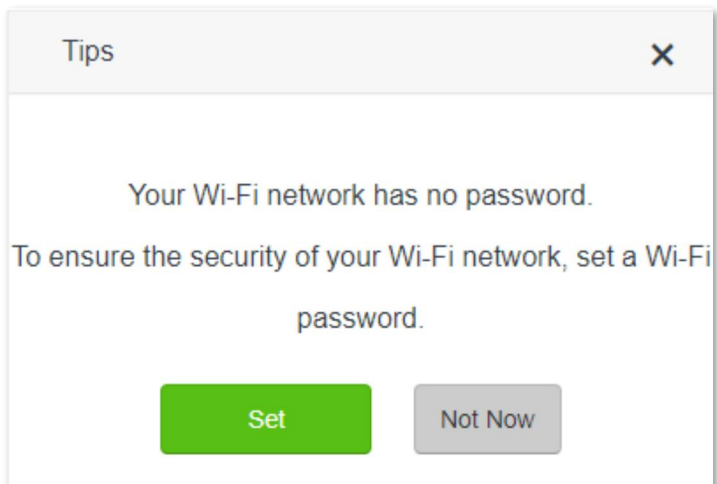 Tips
Your Wi-Fi network has no password.
To ensure the security of your Wi-Fi network, set a Wi-Fi
password.
Set Not Now